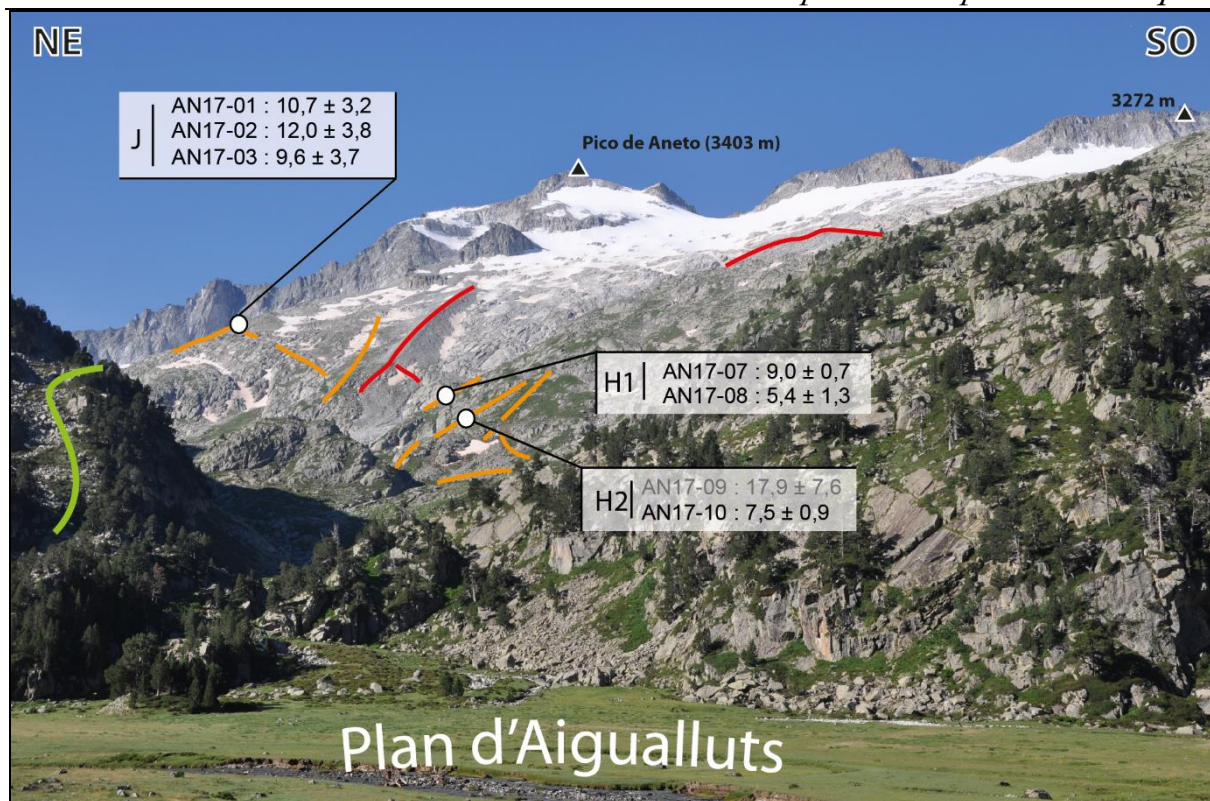 NE
SO
J
AN17-01 : 10,7 ± 3,2
AN17-02 : 12,0 ± 3,8
AN17-03 : 9,6 ± 3,7
3272 m
Pico de Aneto (3403 m)
H1
AN17-07 : 9,0 ± 0,7
AN17-08 : 5,4 ± 1,3
H2
AN17-09 : 17,9 ± 7,6
AN17-10 : 7,5 ± 0,9
Plan d'Aigualluts